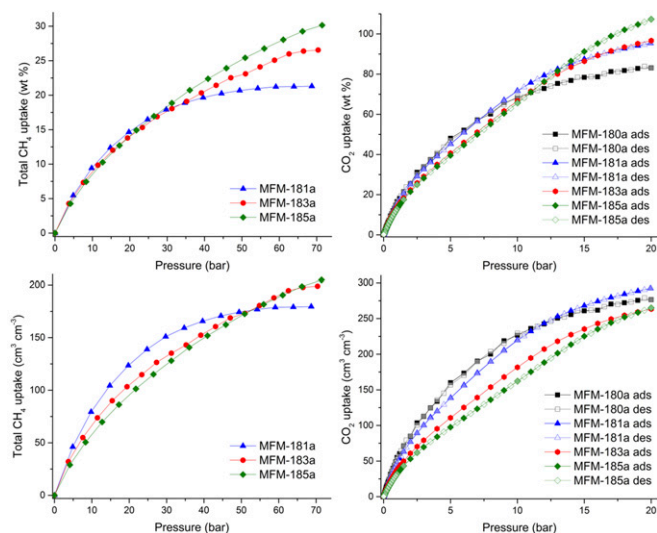 Total CH4 uptake (wt %)
30
25
20
15
10
5
0
MFM-181a
MFM-183a
MFM-185a
0 10 20 30 40 50 60 70
Pressure (bar)
CO2 uptake (wt %)
100
80
60
40
20
0
MFM-180a ads
MFM-180a des
MFM-181a ads
MFM-181a des
MFM-183a ads
MFM-185a ads
MFM-185a des
0 5 10 15 20
Pressure (bar)
Total CH4 uptake (cm3 cm-3)
200
150
100
50
0
MFM-181a
MFM-183a
MFM-185a
0 10 20 30 40 50 60 70
Pressure (bar)
CO2 uptake (cm3 cm-3)
300
250
200
150
100
50
0
MFM-180a ads
MFM-180a des
MFM-181a ads
MFM-181a des
MFM-183a ads
MFM-185a ads
MFM-185a des
0 5 10 15 20
Pressure (bar)